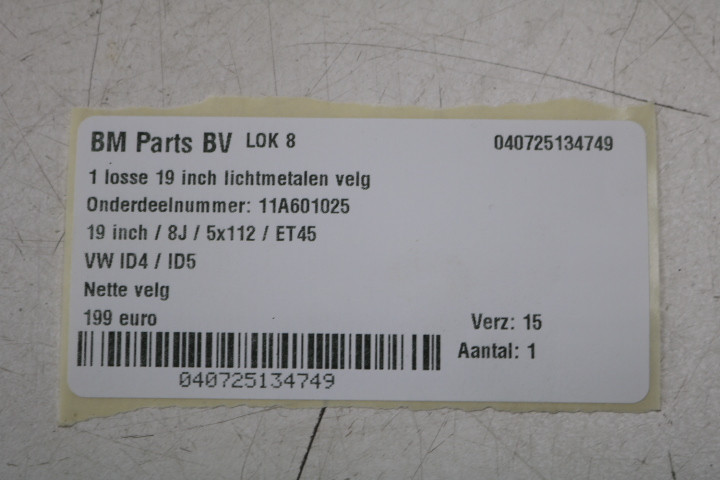 BM Parts BV LOK 8 040725134749
1 losse 19 inch lichtmetalen velg
Onderdeelnummer: 11A601025
19 inch / 8J / 5x112 / ET45
VW ID4 / ID5
Nette velg
199 euro Verz: 15
Aantal: 1
040725134749